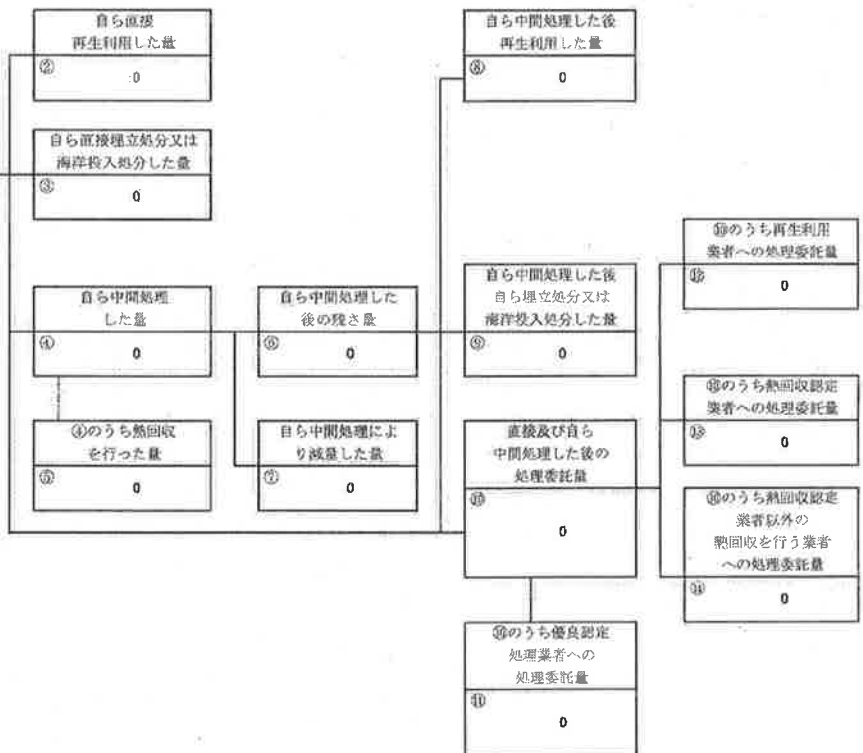 自ら直接
再生利用した量
②
0
自ら直接埋立処分又は
海洋投入処分した量
③
0
自ら中間処理
した量
④
0
④のうち熱回収
を行った量
⑤
0
自ら中間処理した
後の残さ量
⑥
0
自ら中間処理によ
り減量した量
⑦
0
自ら中間処理した後
再生利用した量
⑧
0
自ら中間処理した後
自ら埋立処分又は
海洋投入処分した量
⑨
0
直接及び自ら
中間処理した後の
処理委託量
⑩
0
⑩のうち優良認定
処理業者への
処理委託量
⑪
0
⑩のうち再生利用
業者への処理委託量
⑫
0
⑩のうち熱回収認定
業者への処理委託量
⑬
0
⑩のうち熱回収認定
業者以外の
熱回収を行う業者
への処理委託量
⑭
0